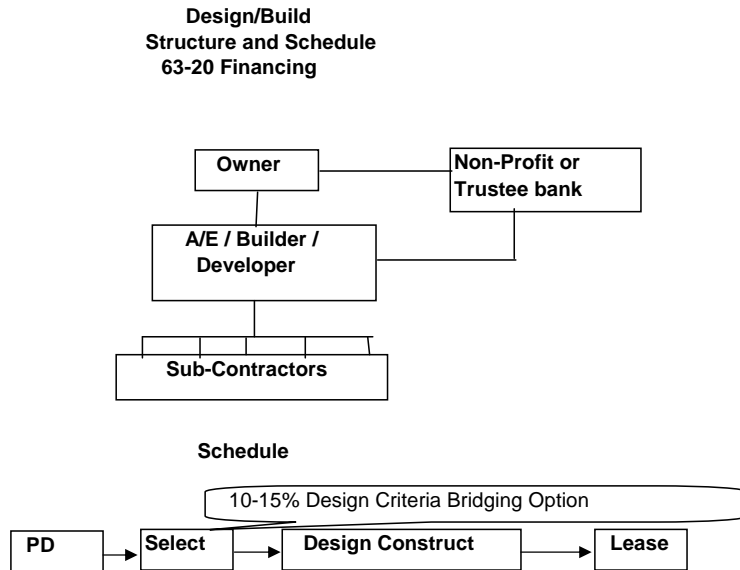 Design/Build
Structure and Schedule
63-20 Financing
Owner
Non-Profit or
Trustee bank
A/E / Builder /
Developer
Sub-Contractors
Schedule
10-15% Design Criteria Bridging Option
PD
Select
Design Construct
Lease